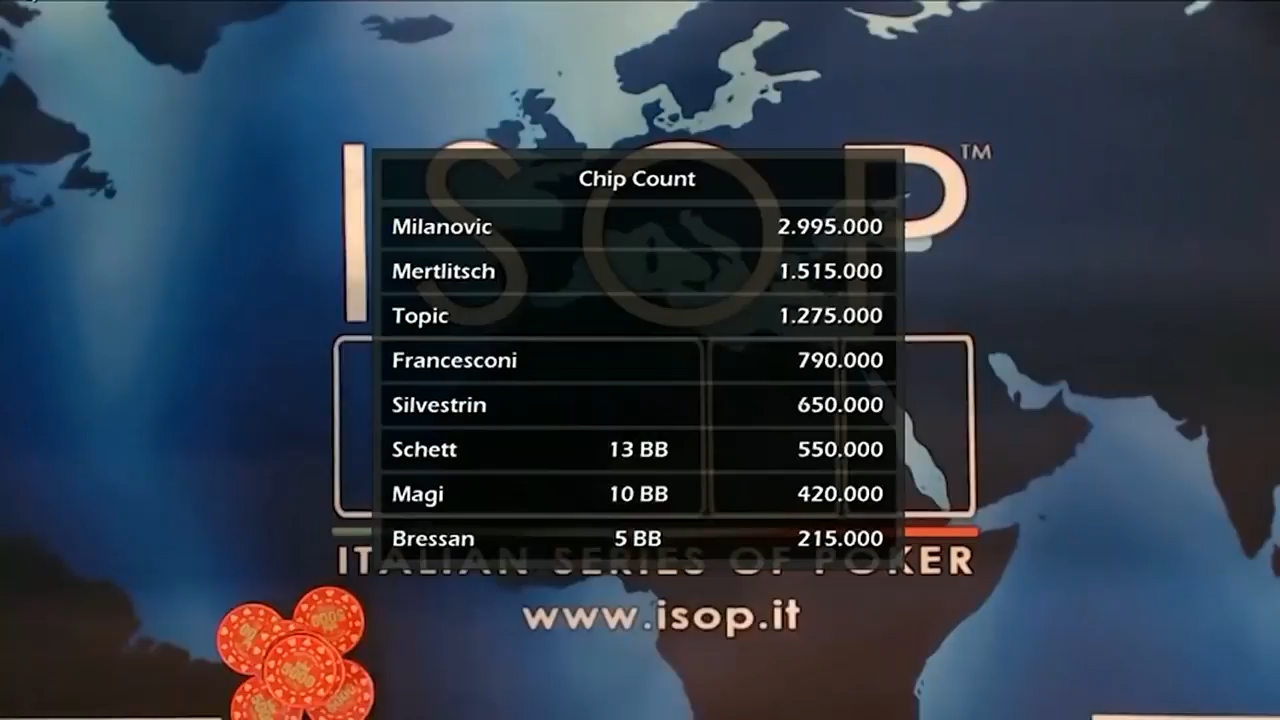 ISOP™
Chip Count
Milanovic 2.995.000
Mertlitsch 1.515.000
Topic 1.275.000
Francesconi 790.000
Silvestrin 650.000
Schett 13 BB 550.000
Magi 10 BB 420.000
Bressan 5 BB 215.000
ITALIAN SERIES OF POKER
www.isop.it